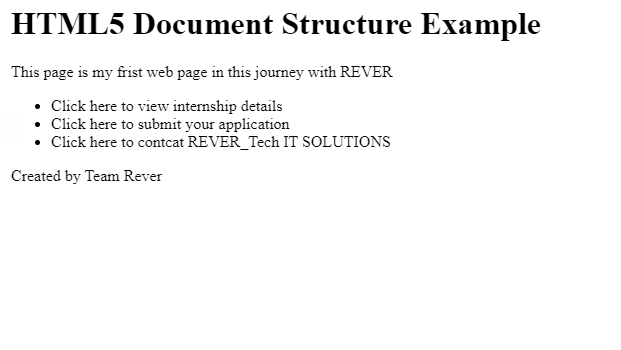 HTML5 Document Structure Example
This page is my frist web page in this journey with REVER
Click here to view internship details
Click here to submit your application
Click here to contcat REVER_Tech IT SOLUTIONS
Created by Team Rever